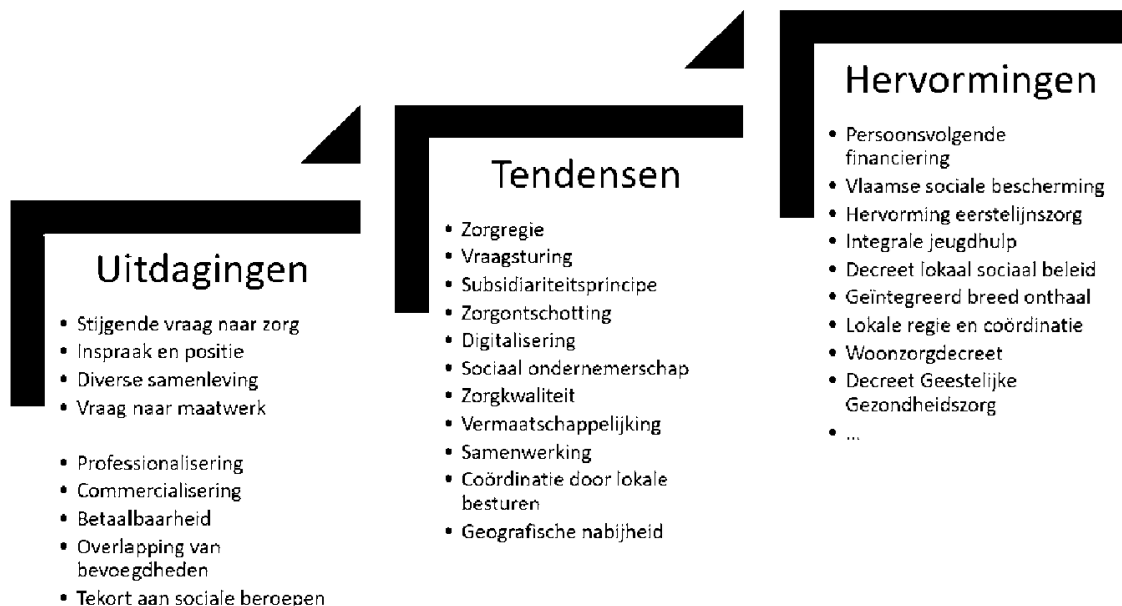 Uitdagingen
• Stijgende vraag naar zorg
• Inspraak en positie
• Diverse samenleving
• Vraag naar maatwerk
• Professionalisering
• Commercialisering
• Betaalbaarheid
• Overlapping van
bevoegdheden
• Tekort aan sociale beroepen
Tendensen
• Zorgregie
• Vraagsturing
• Subsidiariteitsprincipe
• Zorgontschotting
• Digitalisering
• Sociaal ondernemerschap
• Zorgkwaliteit
• Vermaatschappelijking
• Samenwerking
• Coördinatie door lokale
besturen
• Geografische nabijheid
Hervormingen
• Persoonsvolgende
financiering
• Vlaamse sociale bescherming
• Hervorming eerstelijnszorg
• Integrale jeugdhulp
• Decreet lokaal sociaal beleid
• Geïntegreerd breed onthaal
• Lokale regie en coördinatie
• Woonzorgdecreet
• Decreet Geestelijke
Gezondheidszorg
• ...